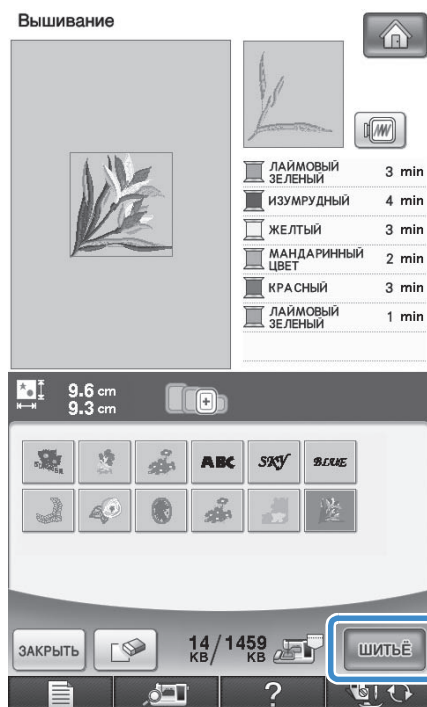 Вышивание
ЛАЙМОВЫЙ ЗЕЛЕНЫЙ 3 min
ИЗУМРУДНЫЙ 4 min
ЖЕЛТЫЙ 3 min
МАНДАРИННЫЙ ЦВЕТ 2 min
КРАСНЫЙ 3 min
ЛАЙМОВЫЙ ЗЕЛЕНЫЙ 1 min
9.6 cm
9.3 cm
ABC SKY BLUE
ЗАКРЫТЬ 14 KB / 1459 KB ШИТЬЁ
?